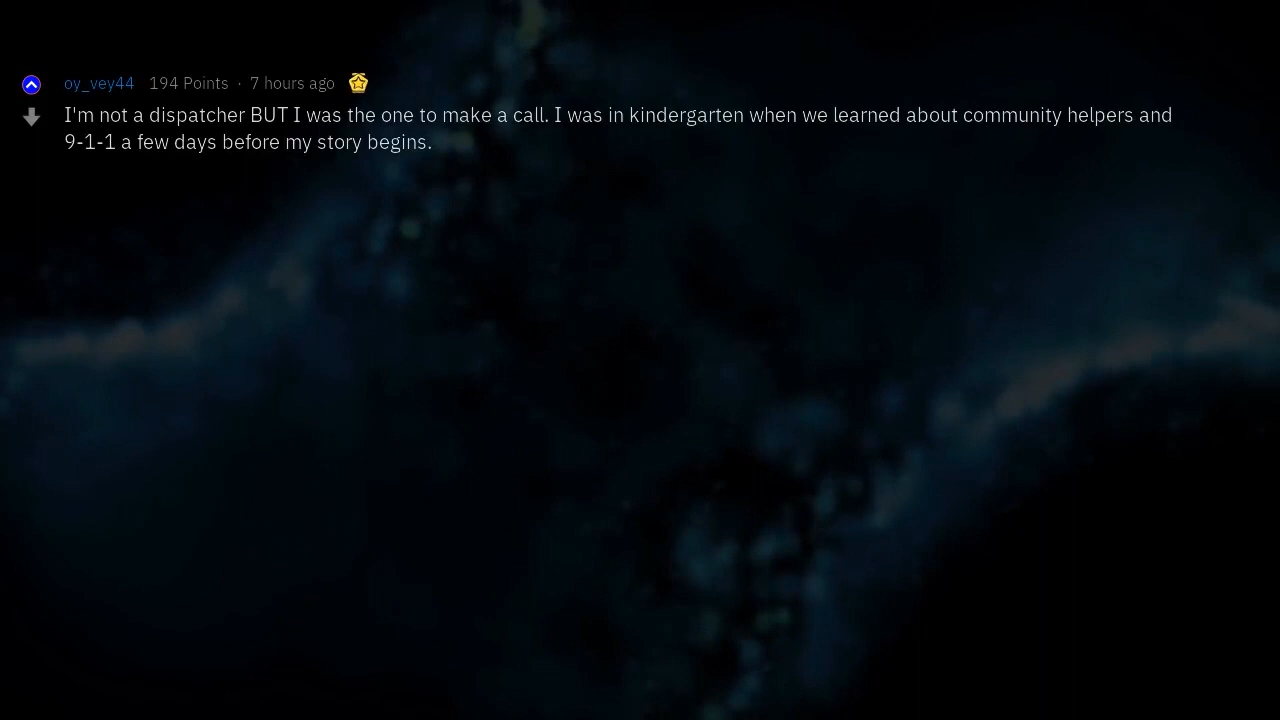 oy_vey44 194 Points · 7 hours ago
I'm not a dispatcher BUT I was the one to make a call. I was in kindergarten when we learned about community helpers and
9-1-1 a few days before my story begins.